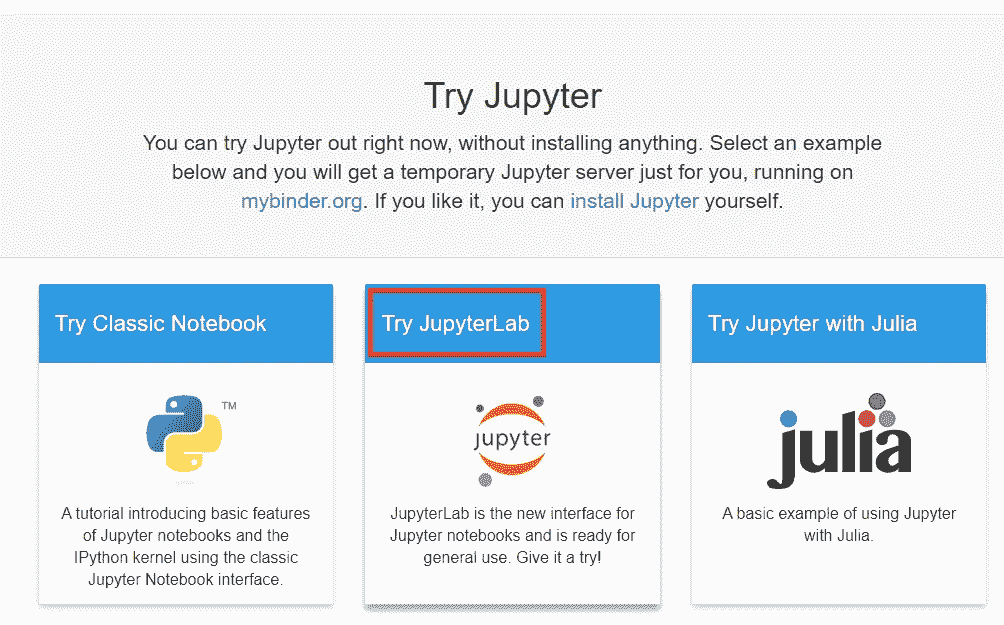 Try Jupyter
You can try Jupyter out right now, without installing anything. Select an example
below and you will get a temporary Jupyter server just for you, running on
mybinder.org. If you like it, you can install Jupyter yourself.
Try Classic Notebook
TM
A tutorial introducing basic features
of Jupyter notebooks and the
IPython kernel using the classic
Jupyter Notebook interface.
Try JupyterLab
jupyter
JupyterLab is the new interface for
Jupyter notebooks and is ready for
general use. Give it a try!
Try Jupyter with Julia
julia
A basic example of using Jupyter
with Julia.